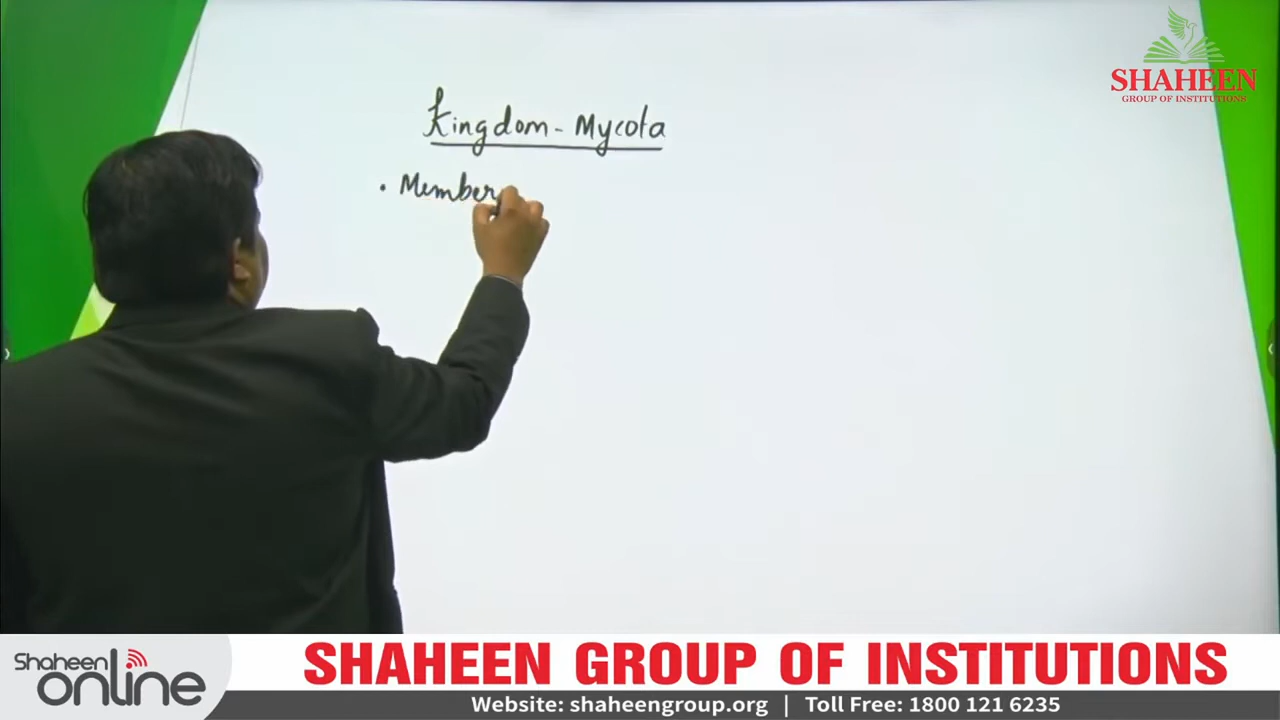 SHAHEEN
GROUP OF INSTITUTIONS
Kingdom - Mycota
• Member
Shaheen online
SHAHEEN GROUP OF INSTITUTIONS
Website: shaheengroup.org | Toll Free: 1800 121 6235